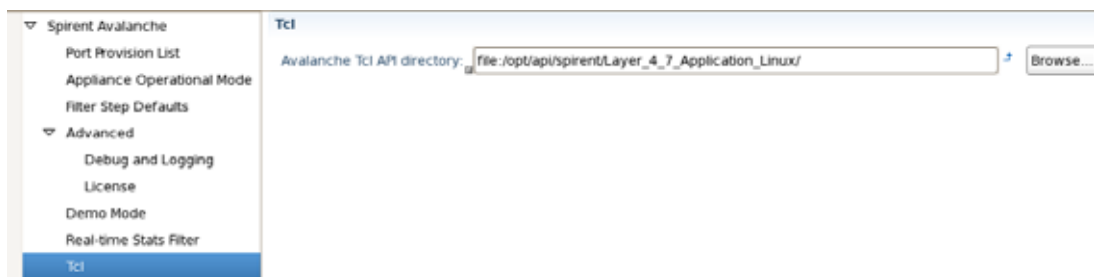 Spirent Avalanche
Port Provision List
Appliance Operational Mode
Filter Step Defaults
Advanced
Debug and Logging
License
Demo Mode
Real-time Stats Filter
Tcl
Tcl
Avalanche Tcl API directory: file:/opt/api/spirent/Layer_4_7_Application_Linux/ Browse...